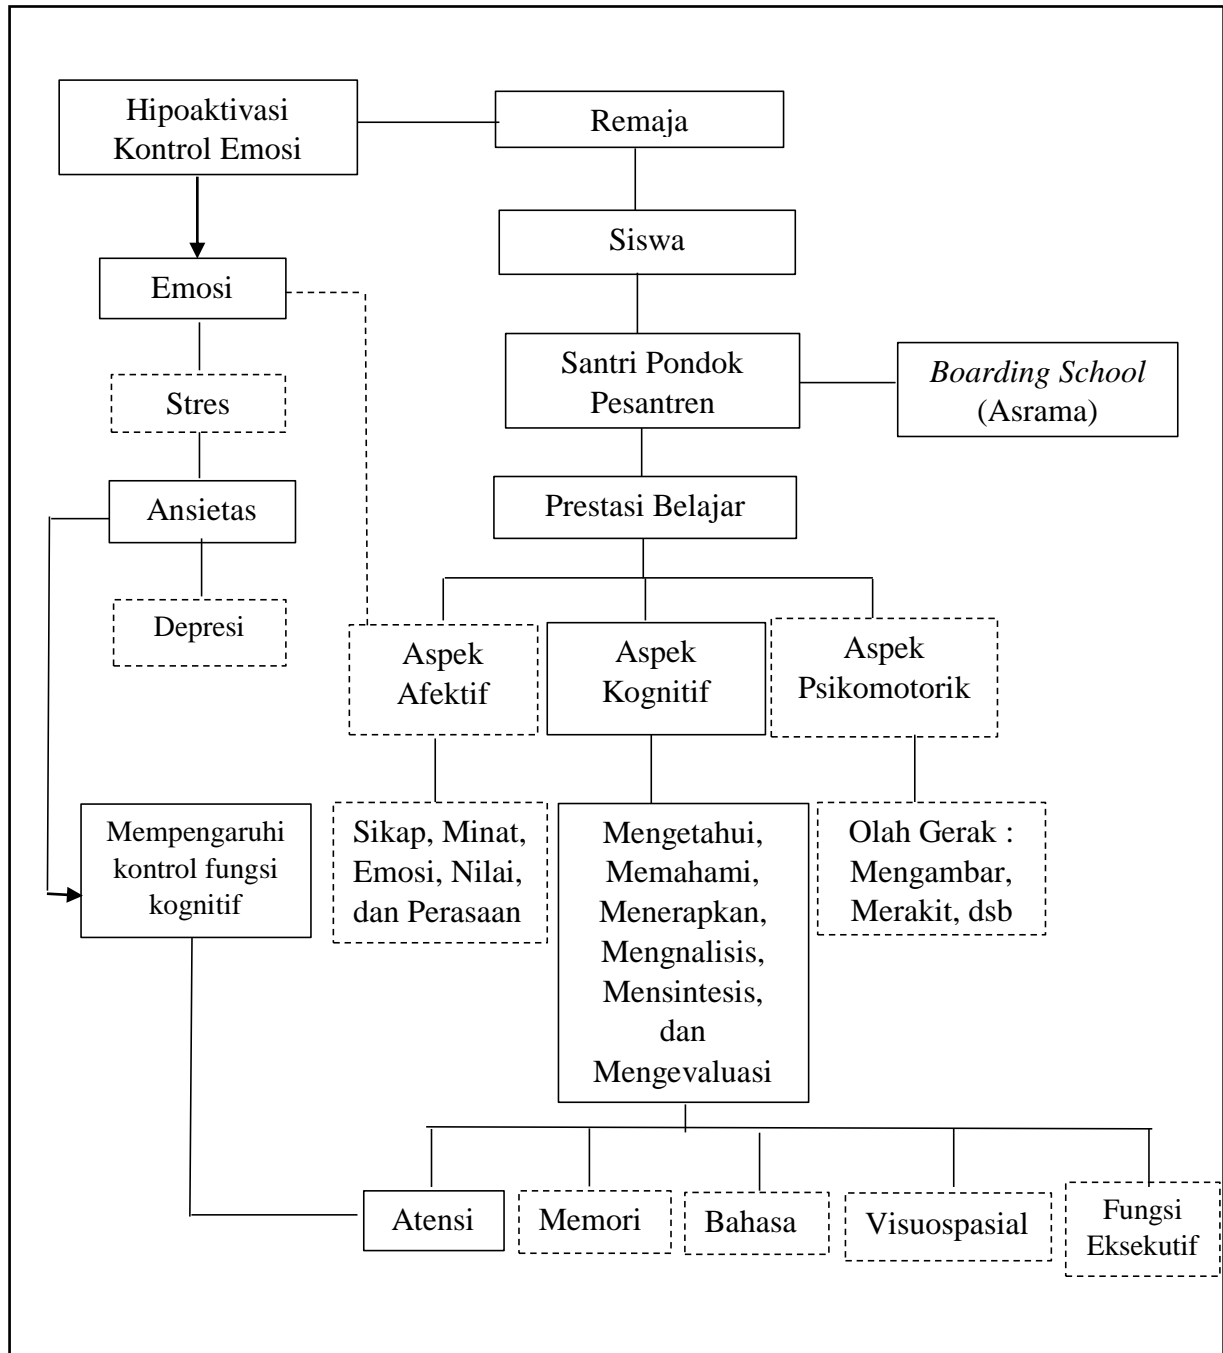 Hipoaktivasi
Kontrol Emosi
Remaja
Siswa
Emosi
Santri Pondok
Pesantren
Boarding School
(Asrama)
Stres
Ansietas
Prestasi Belajar
Depresi
Aspek
Afektif
Aspek
Kognitif
Aspek
Psikomotorik
Mempengaruhi
kontrol fungsi
kognitif
Sikap, Minat,
Emosi, Nilai,
dan Perasaan
Mengetahui,
Memahami,
Menerapkan,
Mengnalisis,
Mensintesis,
dan
Mengevaluasi
Olah Gerak :
Mengambar,
Merakit, dsb
Atensi
Memori
Bahasa
Visuospasial
Fungsi
Eksekutif